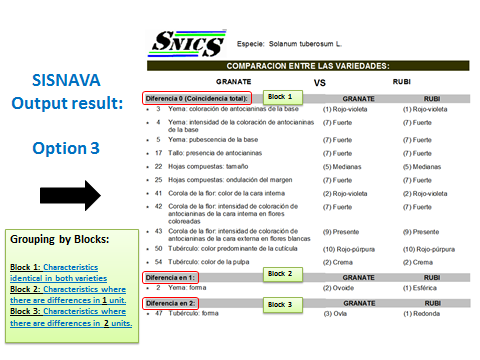 SNICS
Especie: Solanum tuberosum L.
SISNAVA
Output result:
Option 3
COMPARACION ENTRE LAS VARIEDADES:
GRANATE VS RUBI
Diferencia 0 (Coincidencia total): Block 1 GRANATE RUBI
3 Yema: coloración de antocianinas de la base (1) Rojo-violeta (1) Rojo-violeta
4 Yema: intensidad de la coloración de antocianinas (7) Fuerte (7) Fuerte
de la base
5 Yema: pubescencia de la base (7) Fuerte (7) Fuerte
17 Tallo: presencia de antocianinas (7) Fuerte (7) Fuerte
22 Hojas compuestas: tamaño (5) Medianas (5) Medianas
25 Hojas compuestas: ondulación del margen (7) Fuerte (7) Fuerte
41 Corola de la flor: color de la cara interna (2) Rojo-violeta (2) Rojo-violeta
42 Corola de la flor: intensidad de coloración de (7) Fuerte (7) Fuerte
antocianinas de la cara interna en flores
coloreadas
43 Corola de la flor: intensidad de coloración de (9) Presente (9) Presente
antocianinas de la cara externa en flores blancas
50 Tubérculo: color predominante de la cutícula (10) Rojo-púrpura (10) Rojo-púrpura
54 Tubérculo: color de la pulpa (2) Crema (2) Crema
Diferencia en 1: Block 2 GRANATE RUBI
2 Yema: forma (2) Ovoide (1) Esférica
Diferencia en 2: Block 3 GRANATE RUBI
47 Tubérculo: forma (3) Ovla (1) Redonda
Grouping by Blocks:
Block 1: Characteristics
identical in both varieties
Block 2: Characteristics where
there are differences in 1 unit.
Block 3: Characteristics where
there are differences in 2 units.